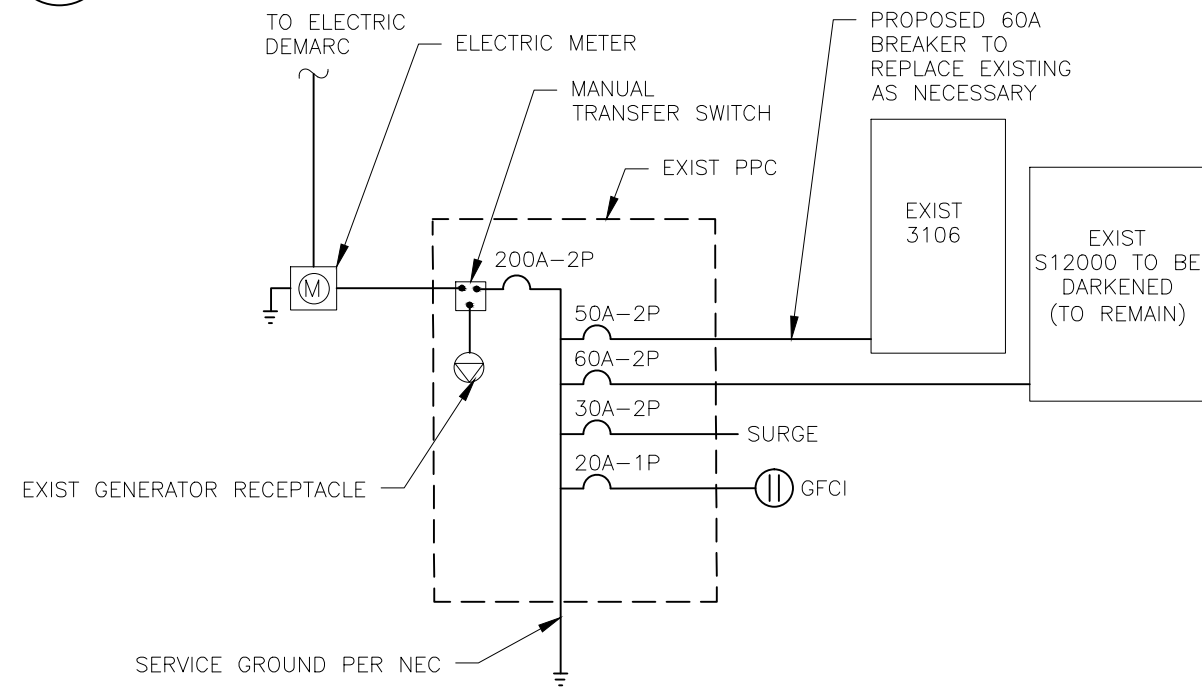 TO ELECTRIC
DEMARC
ELECTRIC METER
MANUAL
TRANSFER SWITCH
EXIST PPC
PROPOSED 60A
BREAKER TO
REPLACE EXISTING
AS NECESSARY
EXIST
3106
EXIST
S12000 TO BE
DARKENED
(TO REMAIN)
M
200A-2P
50A-2P
60A-2P
30A-2P
SURGE
20A-1P
GFCI
EXIST GENERATOR RECEPTACLE
SERVICE GROUND PER NEC